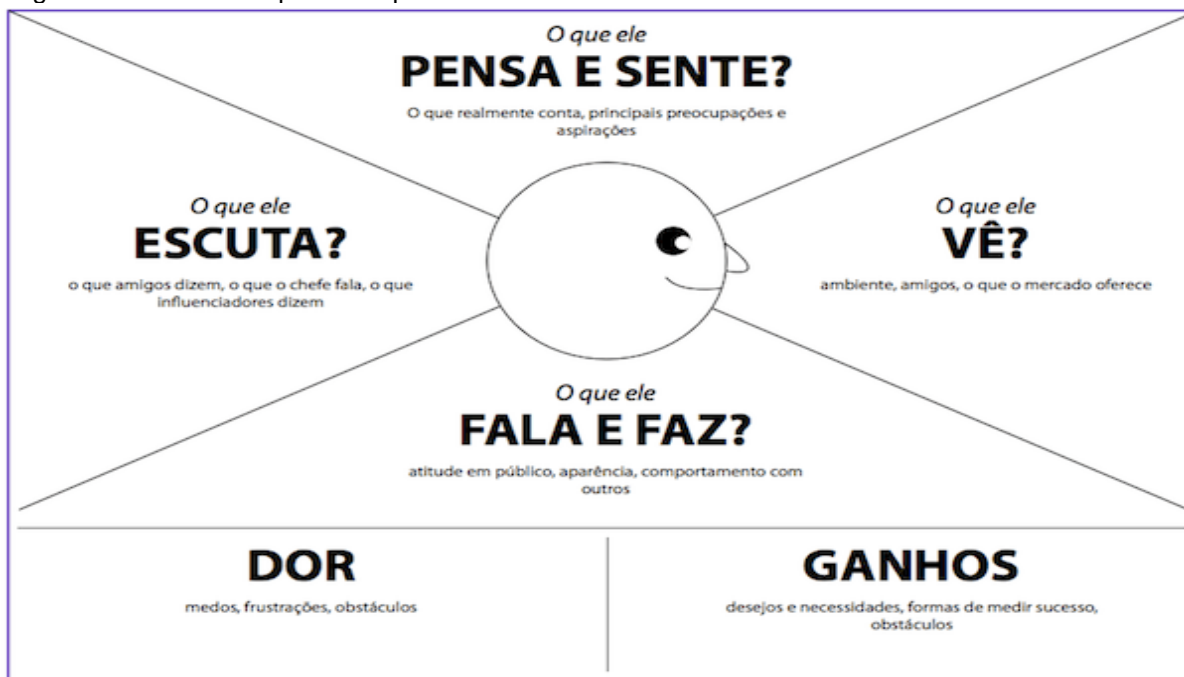 O que ele
PENSA E SENTE?
O que realmente conta, principais preocupações e
aspirações
O que ele
ESCUTA?
o que amigos dizem, o que o chefe fala, o que
influenciadores dizem
O que ele
VÊ?
ambiente, amigos, o que o mercado oferece
O que ele
FALA E FAZ?
atitude em público, aparência, comportamento com
outros
DOR
medos, frustrações, obstáculos
GANHOS
desejos e necessidades, formas de medir sucesso,
obstáculos